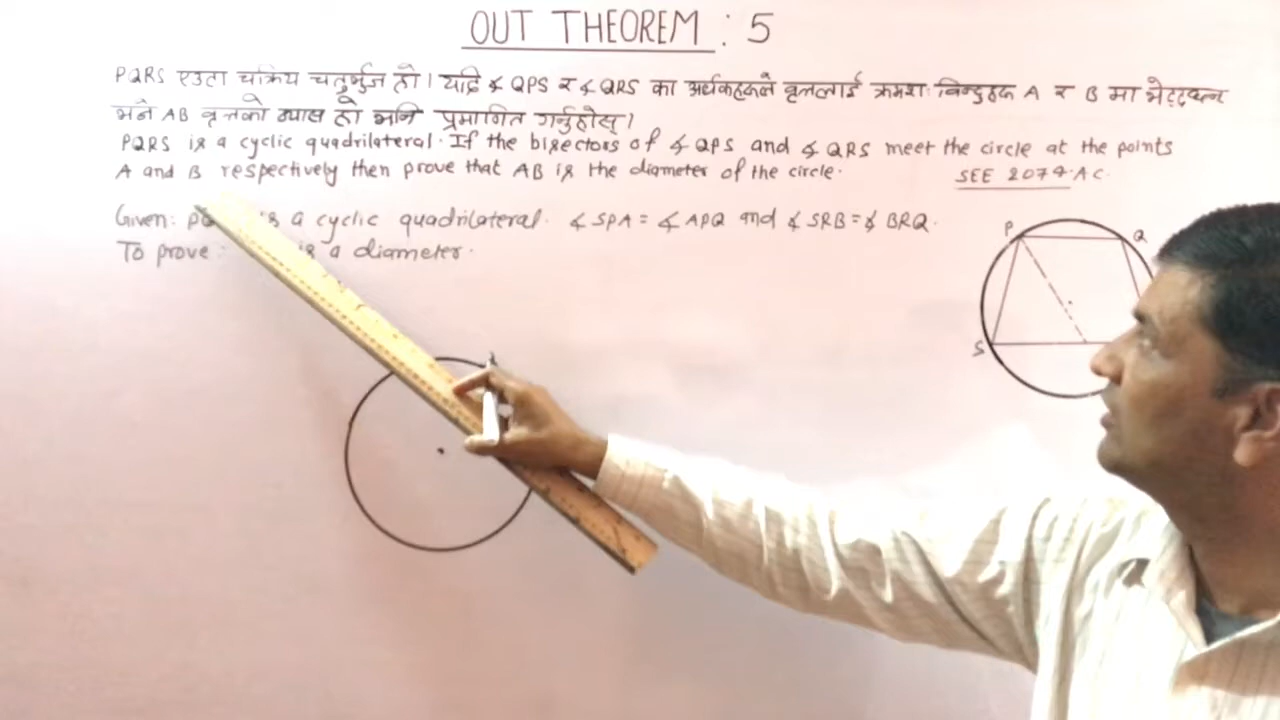 OUT THEOREM : 5
PQRS एउटा चक्रिय चतुर्भुज हो। यदि ∡ QPS र ∡ QRS का अर्धकहरूले वृत्तलाई क्रमशः बिन्दुहरू A र B मा भेट्दछन्
भने AB वृत्तको व्यास हो भनि प्रमाणित गर्नुहोस्।
PQRS is a cyclic quadrilateral. If the bisectors of ∡ QPS and ∡ QRS meet the circle at the points
A and B respectively then prove that AB is the diameter of the circle.
SEE 2074 AC
Given: is a cyclic quadrilateral. ∡ SPA = ∡ APQ and ∡ SRB = ∡ BRQ.
To prove: is a diameter.
P
Q
S